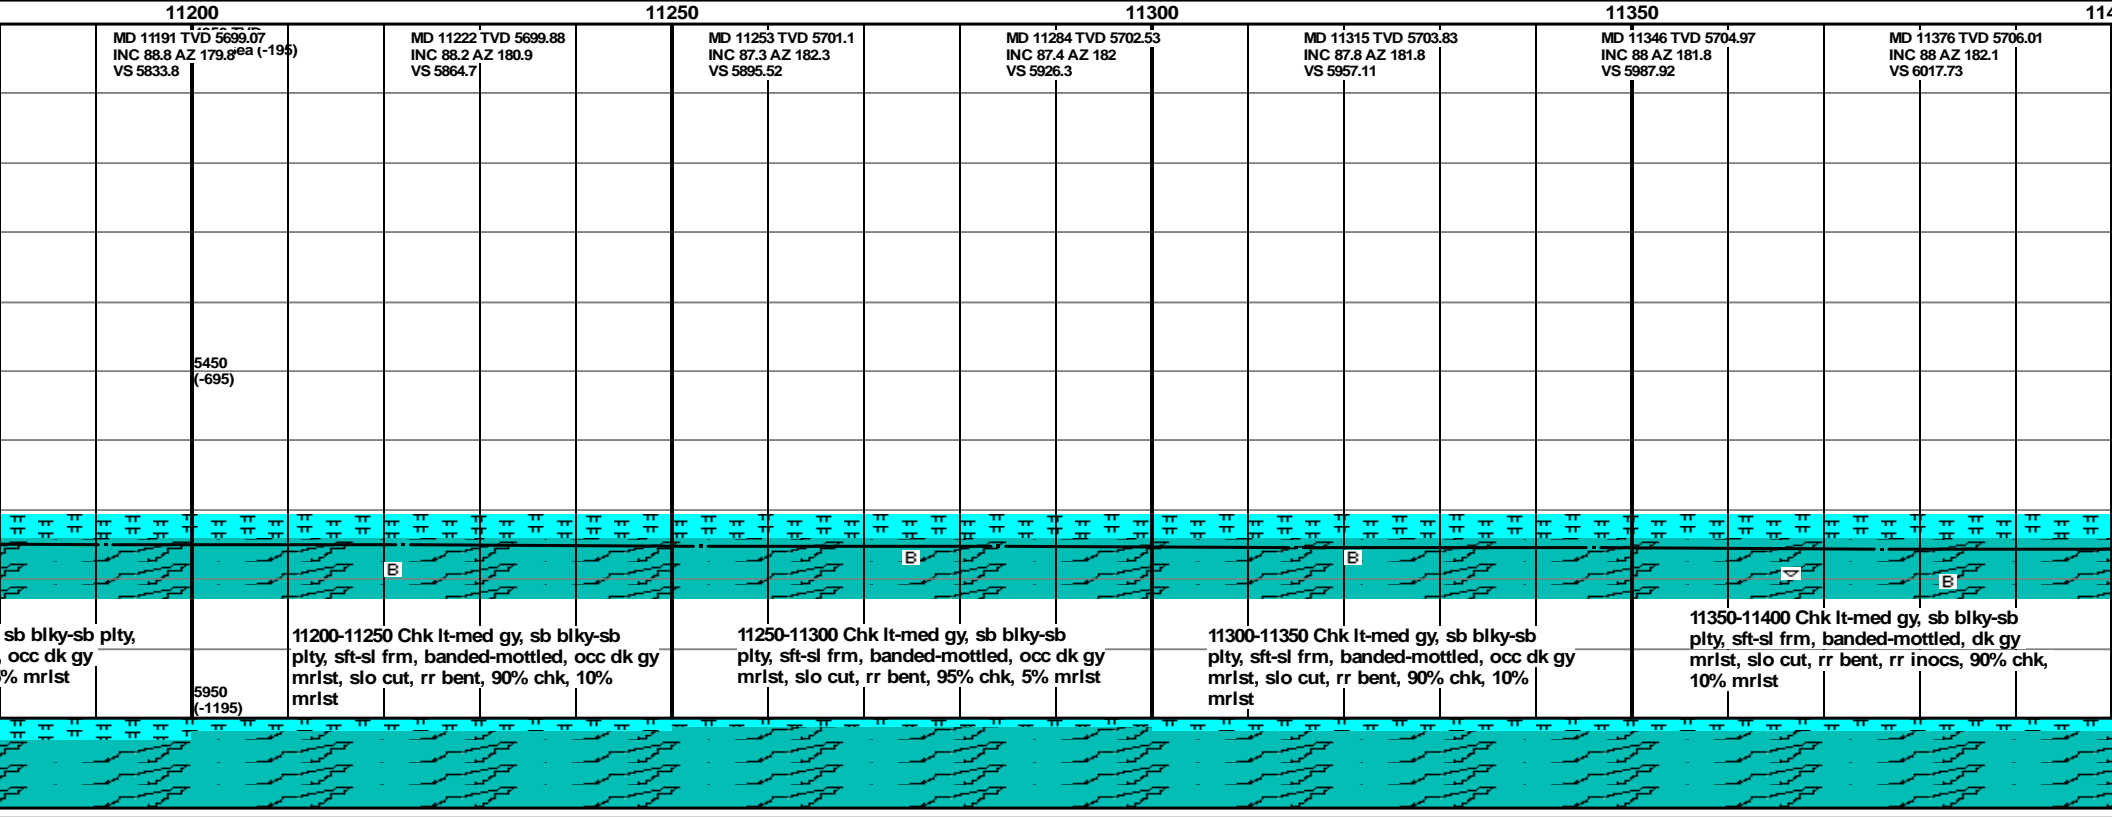 11200
11250
11300
11350
MD 11191 TVD 5699.07
INC 88.8 AZ 179.8
VS 5833.8
ea (-195)
MD 11222 TVD 5699.88
INC 88.2 AZ 180.9
VS 5864.7
MD 11253 TVD 5701.1
INC 87.3 AZ 182.3
VS 5895.52
MD 11284 TVD 5702.53
INC 87.4 AZ 182
VS 5926.3
MD 11315 TVD 5703.83
INC 87.8 AZ 181.8
VS 5957.11
MD 11346 TVD 5704.97
INC 88 AZ 181.8
VS 5987.92
MD 11376 TVD 5706.01
INC 88 AZ 182.1
VS 6017.73
5450
(-695)
B
B
B
B
sb blky-sb plty,
, occ dk gy
% mrlst
11200-11250 Chk lt-med gy, sb blky-sb
plty, sft-sl frm, banded-mottled, occ dk gy
mrlst, slo cut, rr bent, 90% chk, 10%
mrlst
11250-11300 Chk lt-med gy, sb blky-sb
plty, sft-sl frm, banded-mottled, occ dk gy
mrlst, slo cut, rr bent, 95% chk, 5% mrlst
11300-11350 Chk lt-med gy, sb blky-sb
plty, sft-sl frm, banded-mottled, occ dk gy
mrlst, slo cut, rr bent, 90% chk, 10%
mrlst
11350-11400 Chk lt-med gy, sb blky-sb
plty, sft-sl frm, banded-mottled, dk gy
mrlst, slo cut, rr bent, rr inocs, 90% chk,
10% mrlst
5950
(-1195)